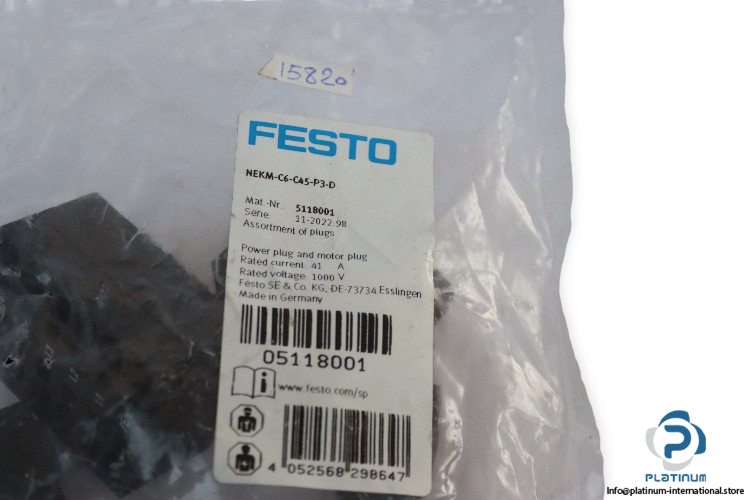 15820
FESTO
NEKM-C6-C45-P3-D
Mat.-Nr.: 5118001
Serie: 11-2022.98
Assortment of plugs
Power plug and motor plug
Rated current: 41 A
Rated voltage: 1000 V
Festo SE & Co. KG, DE-73734 Esslingen
Made in Germany
05118001
www.festo.com/sp
4 052568 298647
PLATINUM
INTERNATIONAL
Info@platinum-international.store